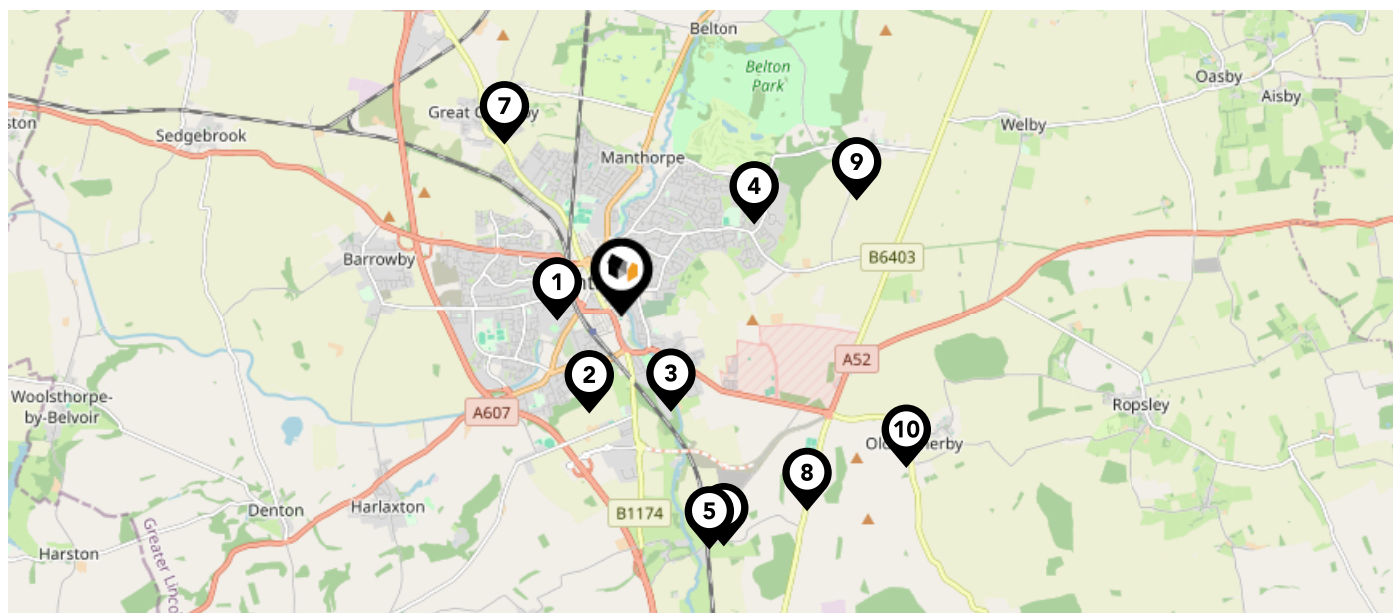 Belton
Belton
Park
Oasby
Aisby
7
Great
ston
Sedgebrook
Welby
Manthorpe
9
4
Barrowby
B6403
1
A52
3
2
Woolsthorpe-
by-Belvoir
A607
Ropsley
10
8
Denton
Harlaxton
B1174
5
Harston
Greater Linco